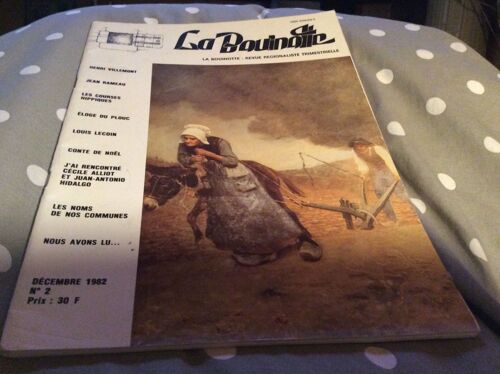 La Bouinotte
LA BOUINOTTE : REVUE REGIONALISTE TRIMESTRIELLE
HENRI VILLEMONT
JEAN RAMEAU
LES COURSES
HIPPIQUES
ÉLOGE DU PLOUC
LOUIS LECOIN
CONTE DE NOËL
J'AI RENCONTRÉ
CÉCILE ALLIOT
ET JUAN-ANTONIO
HIDALGO
LES NOMS
DE NOS COMMUNES
NOUS AVONS LU...
DÉCEMBRE 1982
N° 2
Prix : 30 F